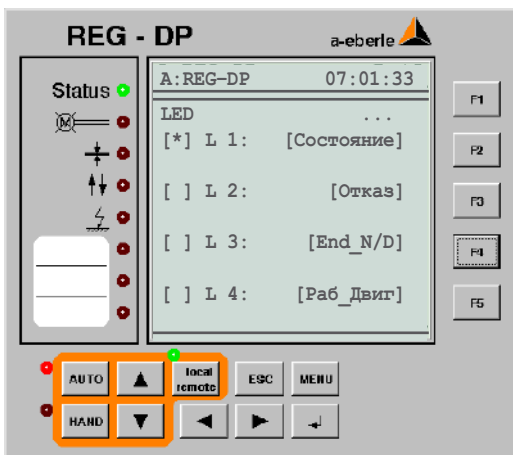 REG - DP
a-eberle
Status
M
A:REG-DP 07:01:33
LED ...
[*] L 1: [Состояние]
[ ] L 2: [Отказ]
[ ] L 3: [End_N/D]
[ ] L 4: [Раб_Двиг]
F1
F2
F3
F4
F5
AUTO
local
remote
ESC
MENU
HAND